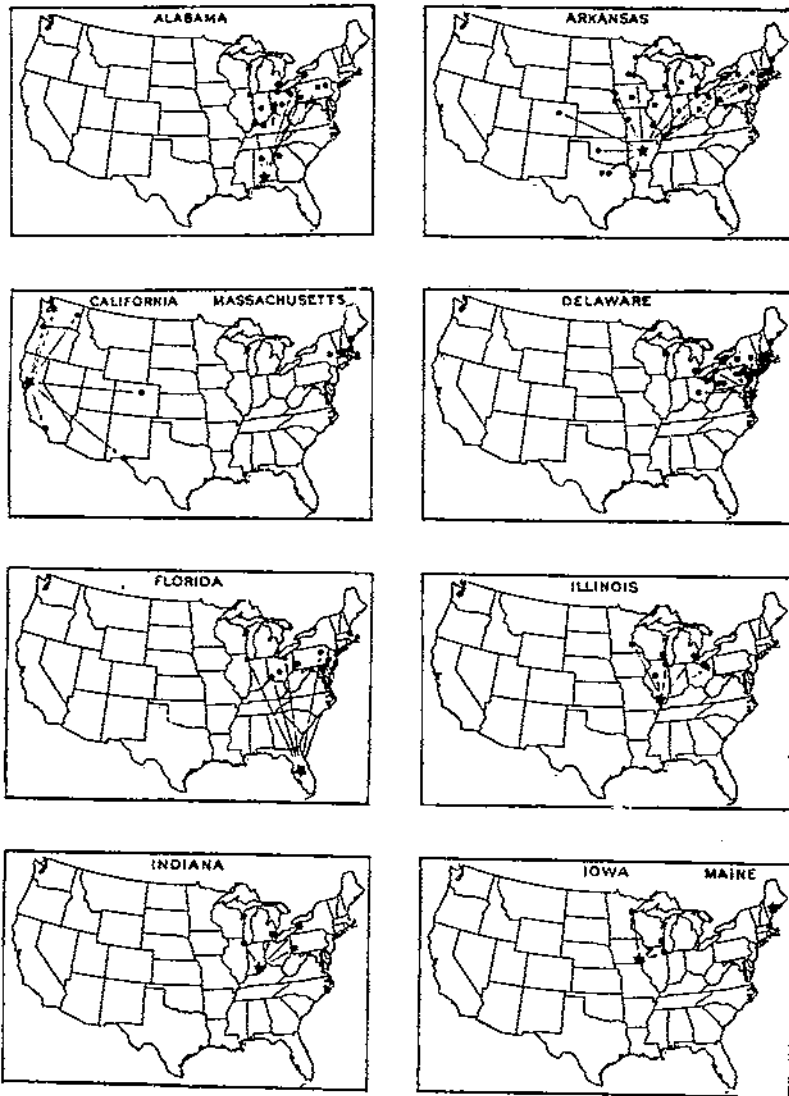 ALABAMA
ARKANSAS
CALIFORNIA MASSACHUSETTS
DELAWARE
FLORIDA
ILLINOIS
INDIANA
IOWA MAINE